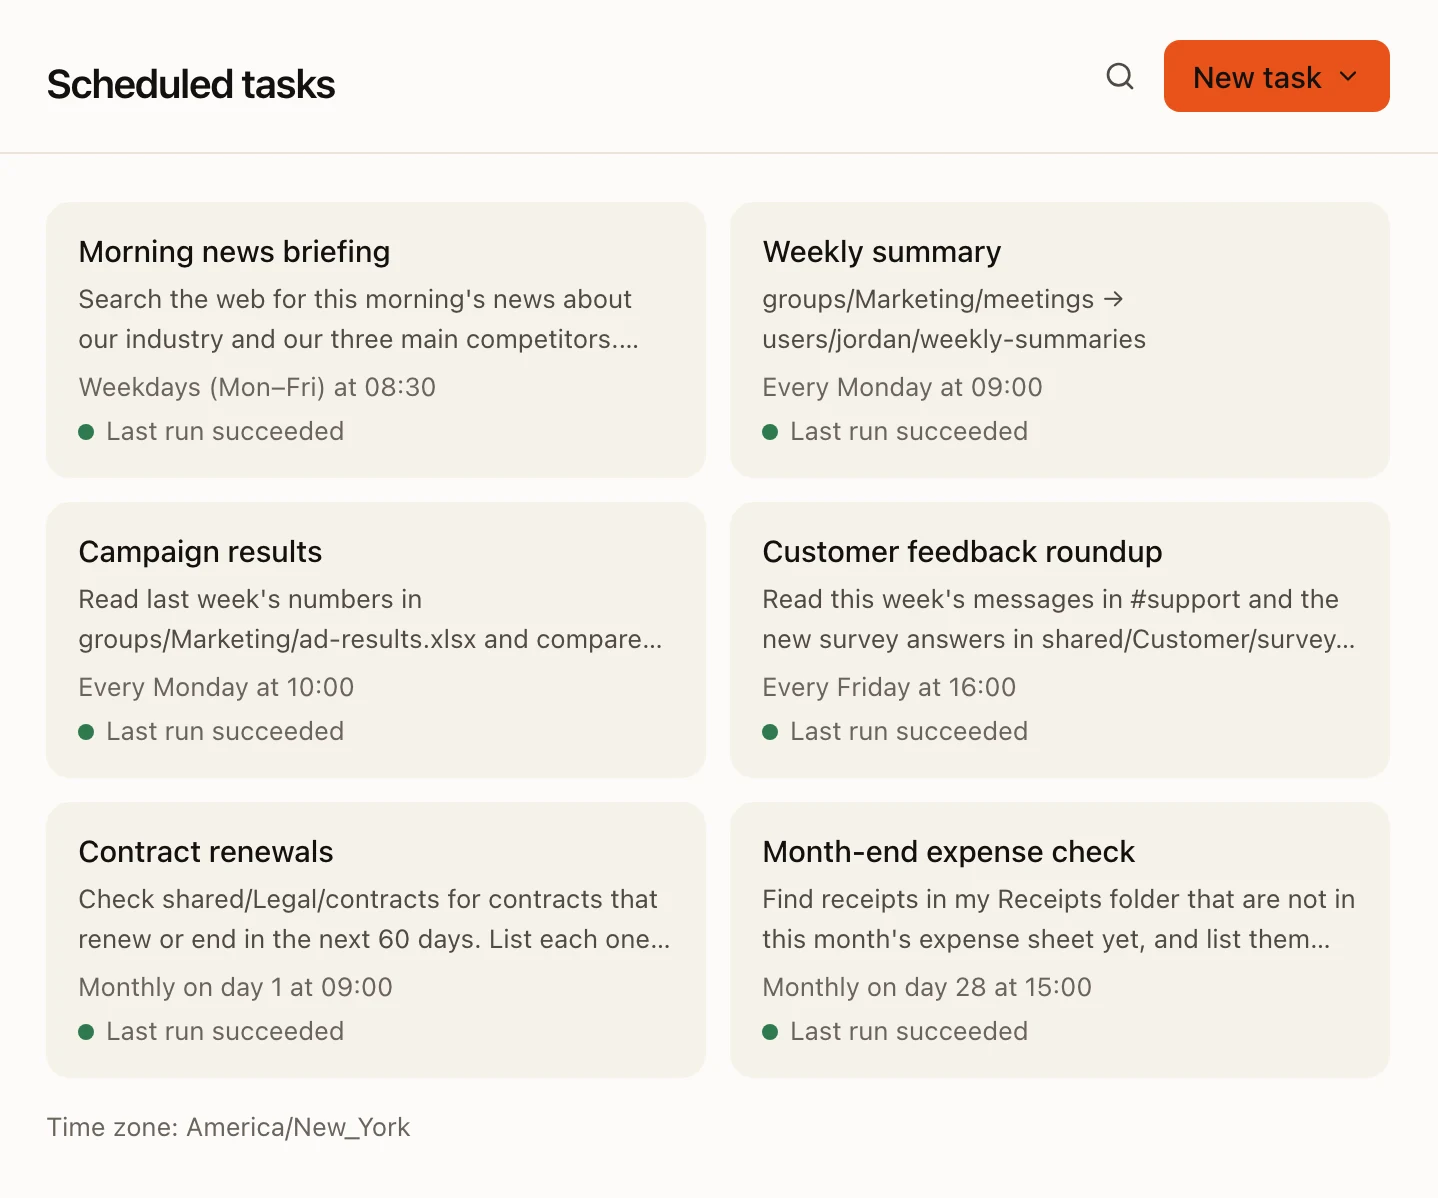 Scheduled tasks
New task
Morning news briefing
Search the web for this morning's news about
our industry and our three main competitors....
Weekdays (Mon–Fri) at 08:30
Last run succeeded
Weekly summary
groups/Marketing/meetings →
users/jordan/weekly-summaries
Every Monday at 09:00
Last run succeeded
Campaign results
Read last week's numbers in
groups/Marketing/ad-results.xlsx and compare...
Every Monday at 10:00
Last run succeeded
Customer feedback roundup
Read this week's messages in #support and the
new survey answers in shared/Customer/survey...
Every Friday at 16:00
Last run succeeded
Contract renewals
Check shared/Legal/contracts for contracts that
renew or end in the next 60 days. List each one...
Monthly on day 1 at 09:00
Last run succeeded
Month-end expense check
Find receipts in my Receipts folder that are not in
this month's expense sheet yet, and list them...
Monthly on day 28 at 15:00
Last run succeeded
Time zone: America/New_York